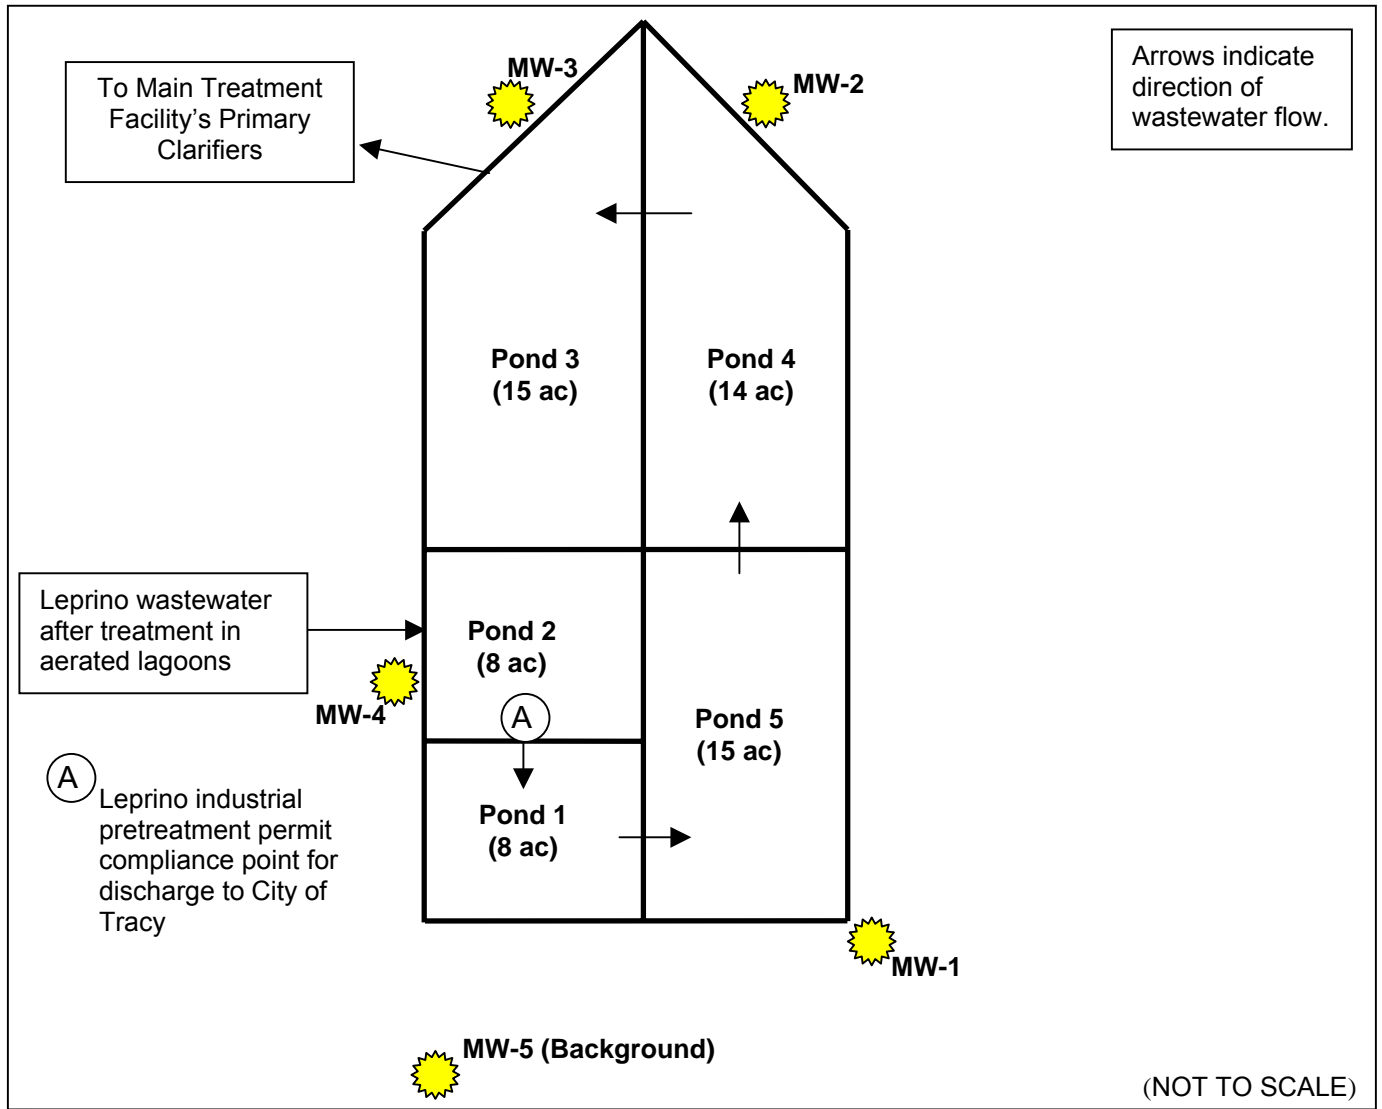 MW-3
MW-2
Arrows indicate
direction of
wastewater flow.
To Main Treatment
Facility’s Primary
Clarifiers
Pond 3
(15 ac)
Pond 4
(14 ac)
Leprino wastewater
after treatment in
aerated lagoons
Pond 2
(8 ac)
MW-4
A
Pond 5
(15 ac)
A
Leprino industrial
pretreatment permit
compliance point for
discharge to City of
Tracy
Pond 1
(8 ac)
MW-1
MW-5 (Background)
(NOT TO SCALE)